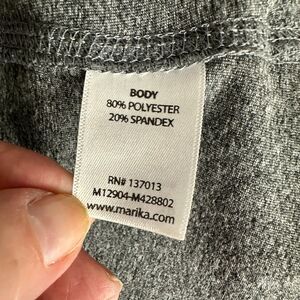 BODY
80% POLYESTER
20% SPANDEX
RN# 137013
M12904-M428802
www.marika.com